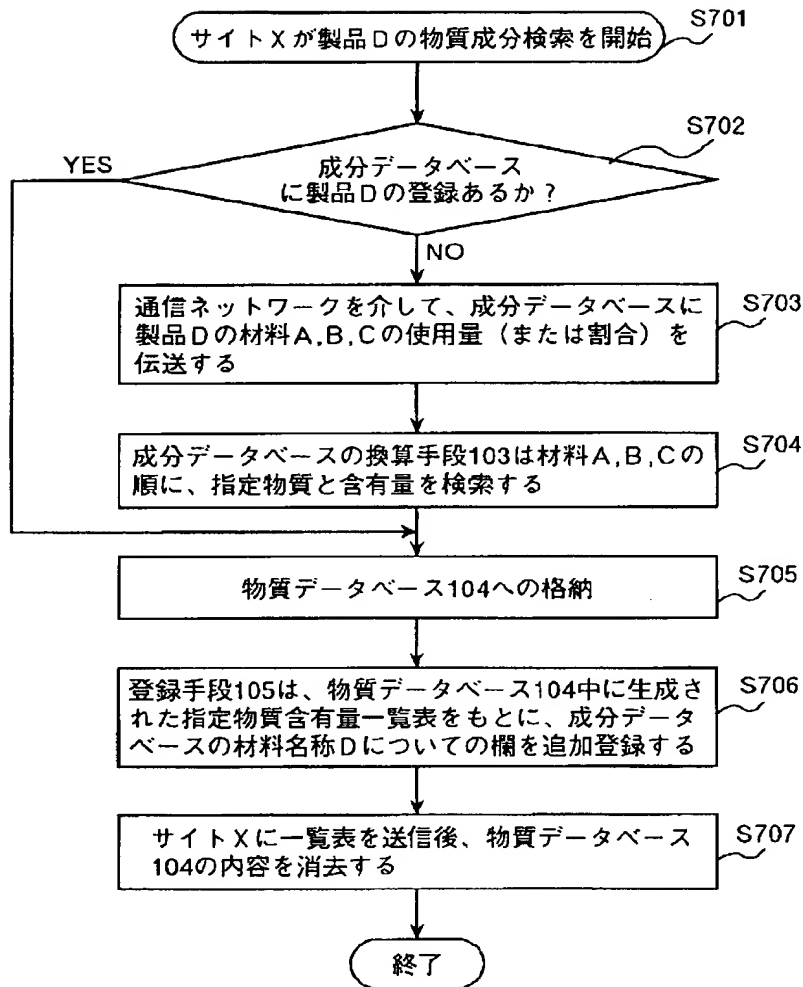 S701
サイトXが製品Dの物質成分検索を開始
S702
YES
成分データベース
に製品Dの登録あるか？
NO
S703
通信ネットワークを介して、成分データベースに
製品Dの材料A,B,Cの使用量（または割合）を
伝送する
S704
成分データベースの換算手段103は材料A,B,Cの
順に、指定物質と含有量を検索する
S705
物質データベース104への格納
S706
登録手段105は、物質データベース104中に生成さ
れた指定物質含有量一覧表をもとに、成分データ
ベースの材料名称Dについての欄を追加登録する
S707
サイトXに一覧表を送信後、物質データベース
104の内容を消去する
終了